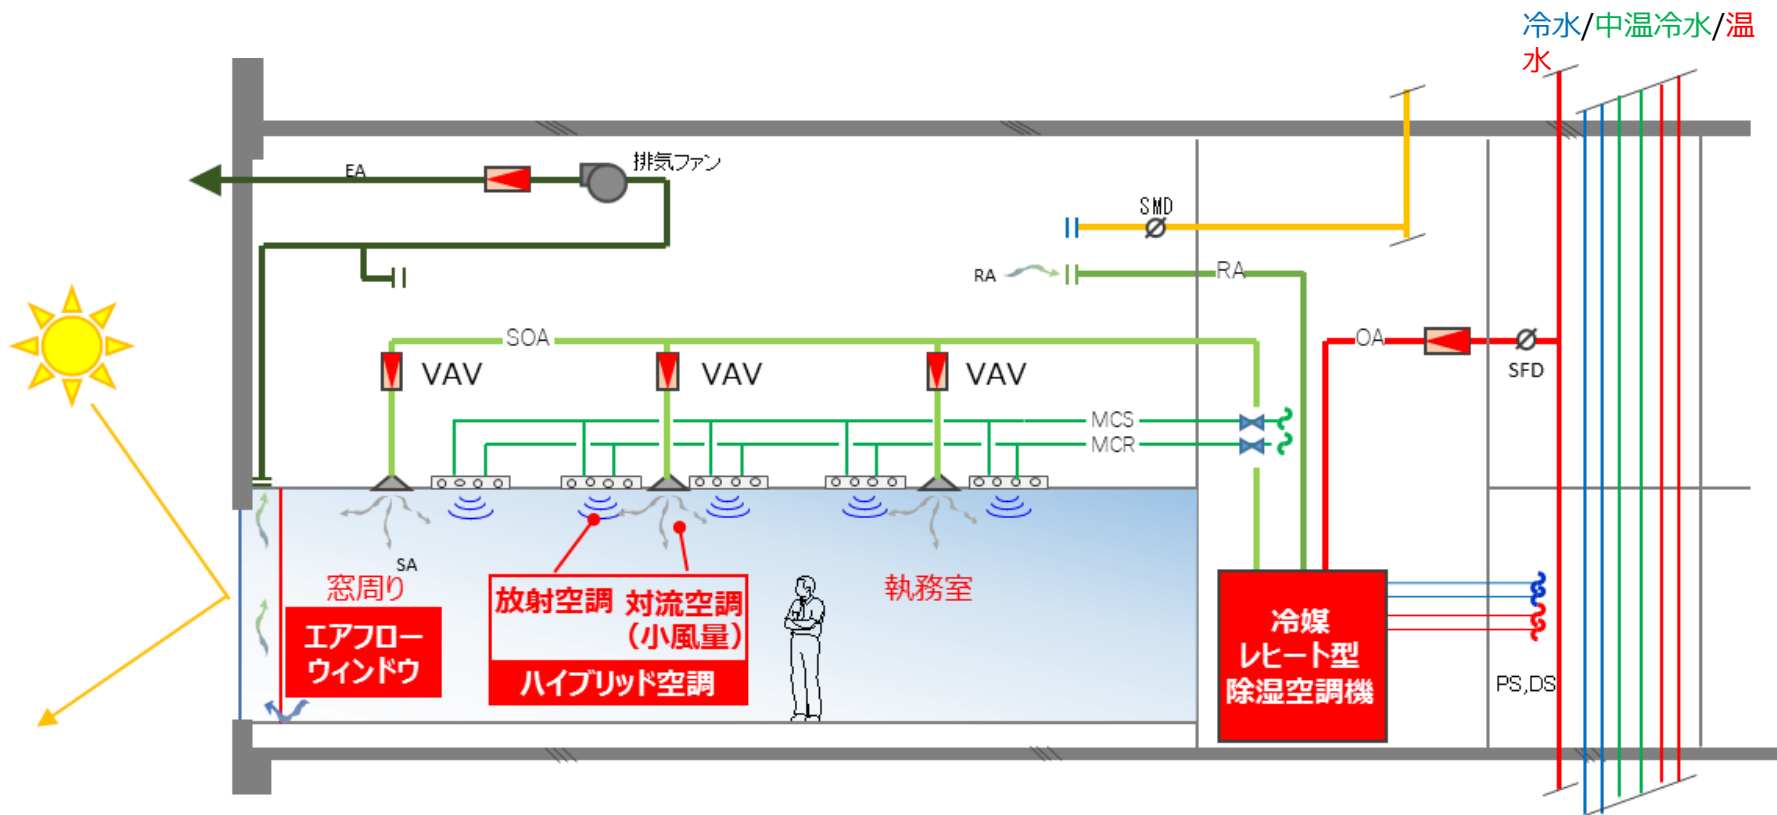 冷水/中温冷水/温
水
EA
排気ファン
SMD
RA
RA
SOA
OA
VAV
VAV
VAV
SFD
MCS
MCR
SA
窓周り
エアフロー
ウィンドウ
放射空調
対流空調
（小風量）
ハイブリッド空調
執務室
冷媒
レヒート型
除湿空調機
PS,DS